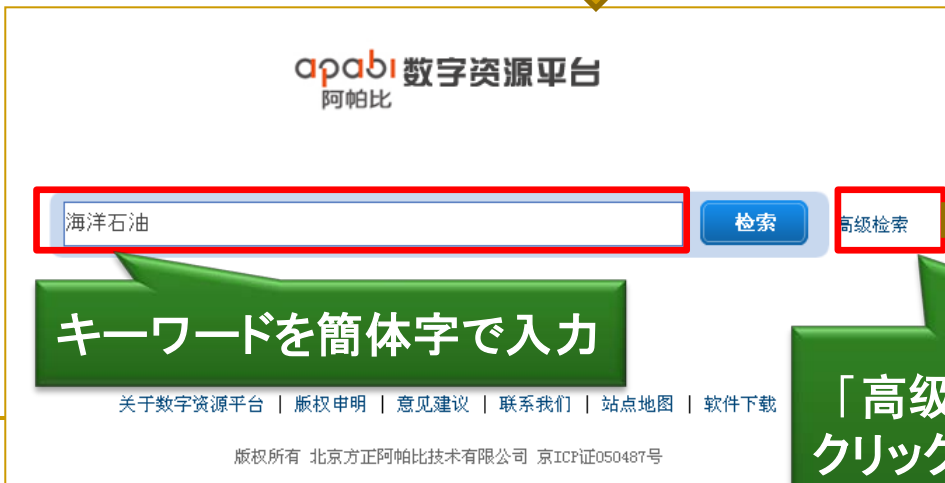 apabi 数字资源平台
阿帕比
海洋石油
检索
高级检索
キーワードを簡体字で入力
「高级
クリック
关于数字资源平台 | 版权申明 | 意见建议 | 联系我们 | 站点地图 | 软件下载
版权所有 北京方正阿帕比技术有限公司 京ICP证050487号